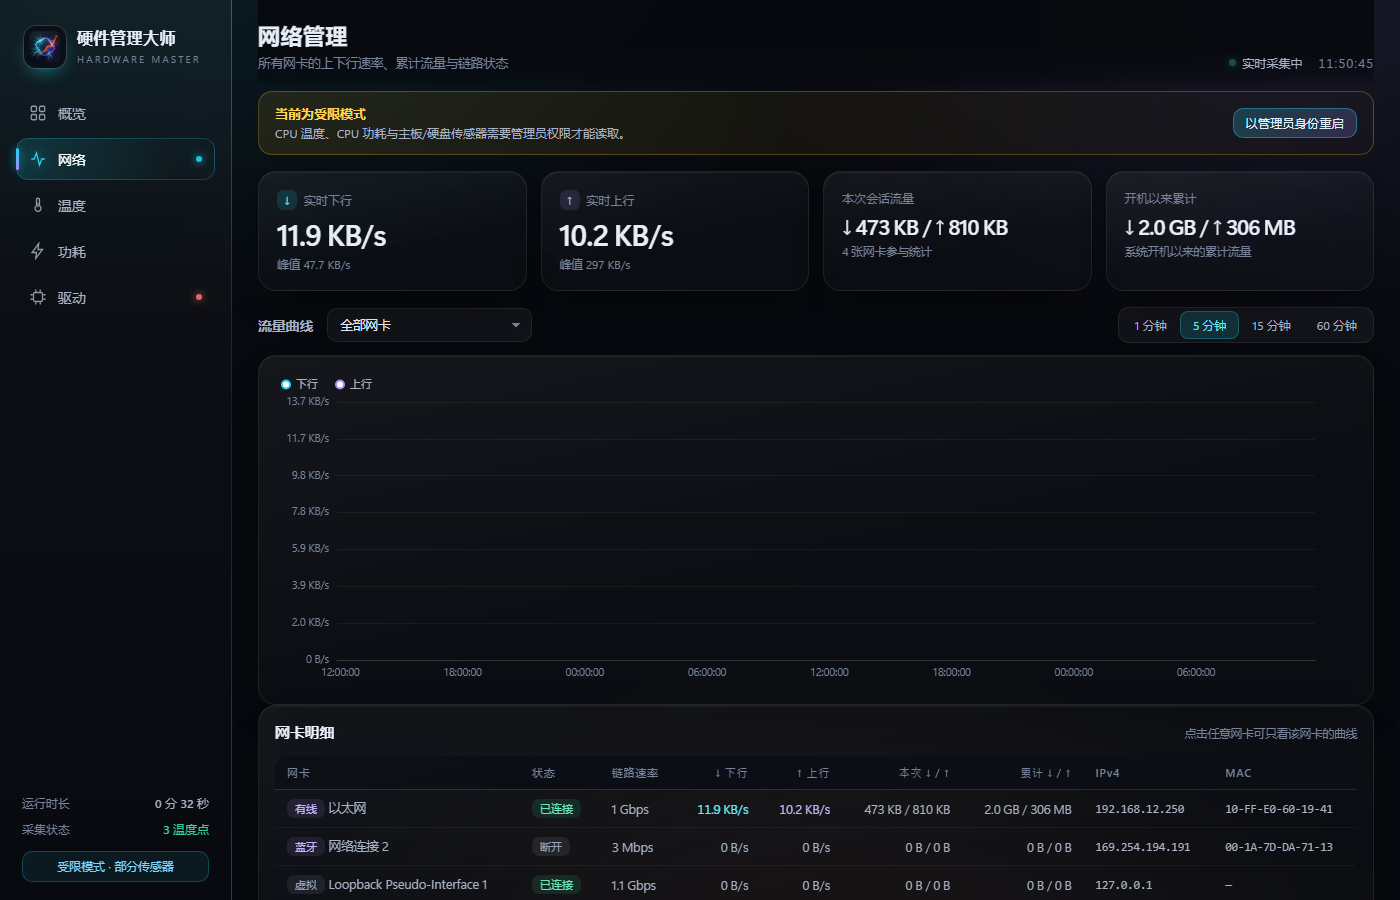 硬件管理大师
HARDWARE MASTER
概览
网络
温度
功耗
驱动
运行时长 0 分 32 秒
采集状态 3 温度点
受限模式 · 部分传感器
网络管理
所有网卡的上下行速率、累计流量与链路状态
实时采集中 11:50:45
当前为受限模式
CPU 温度、CPU 功耗与主板/硬盘传感器需要管理员权限才能读取。
以管理员身份重启
↓ 实时下行
11.9 KB/s
峰值 47.7 KB/s
↑ 实时上行
10.2 KB/s
峰值 297 KB/s
本次会话流量
↓ 473 KB / ↑ 810 KB
4 张网卡参与统计
开机以来累计
↓ 2.0 GB / ↑ 306 MB
系统开机以来的累计流量
流量曲线 全部网卡
1 分钟 5 分钟 15 分钟 60 分钟
下行 上行
13.7 KB/s
11.7 KB/s
9.8 KB/s
7.8 KB/s
5.9 KB/s
3.9 KB/s
2.0 KB/s
0 B/s
12:00:00 18:00:00 00:00:00 06:00:00 12:00:00 18:00:00 00:00:00 06:00:00
网卡明细 点击任意网卡可只看该网卡的曲线
网卡 状态 链路速率 ↓ 下行 ↑ 上行 本次 ↓ / ↑ 累计 ↓ / ↑ IPv4 MAC
有线 以太网 已连接 1 Gbps 11.9 KB/s 10.2 KB/s 473 KB / 810 KB 2.0 GB / 306 MB 192.168.12.250 10-FF-E0-60-19-41
蓝牙 网络连接 2 断开 3 Mbps 0 B/s 0 B/s 0 B / 0 B 0 B / 0 B 169.254.194.191 00-1A-7D-DA-71-13
虚拟 Loopback Pseudo-Interface 1 已连接 1.1 Gbps 0 B/s 0 B/s 0 B / 0 B 0 B / 0 B 127.0.0.1 —